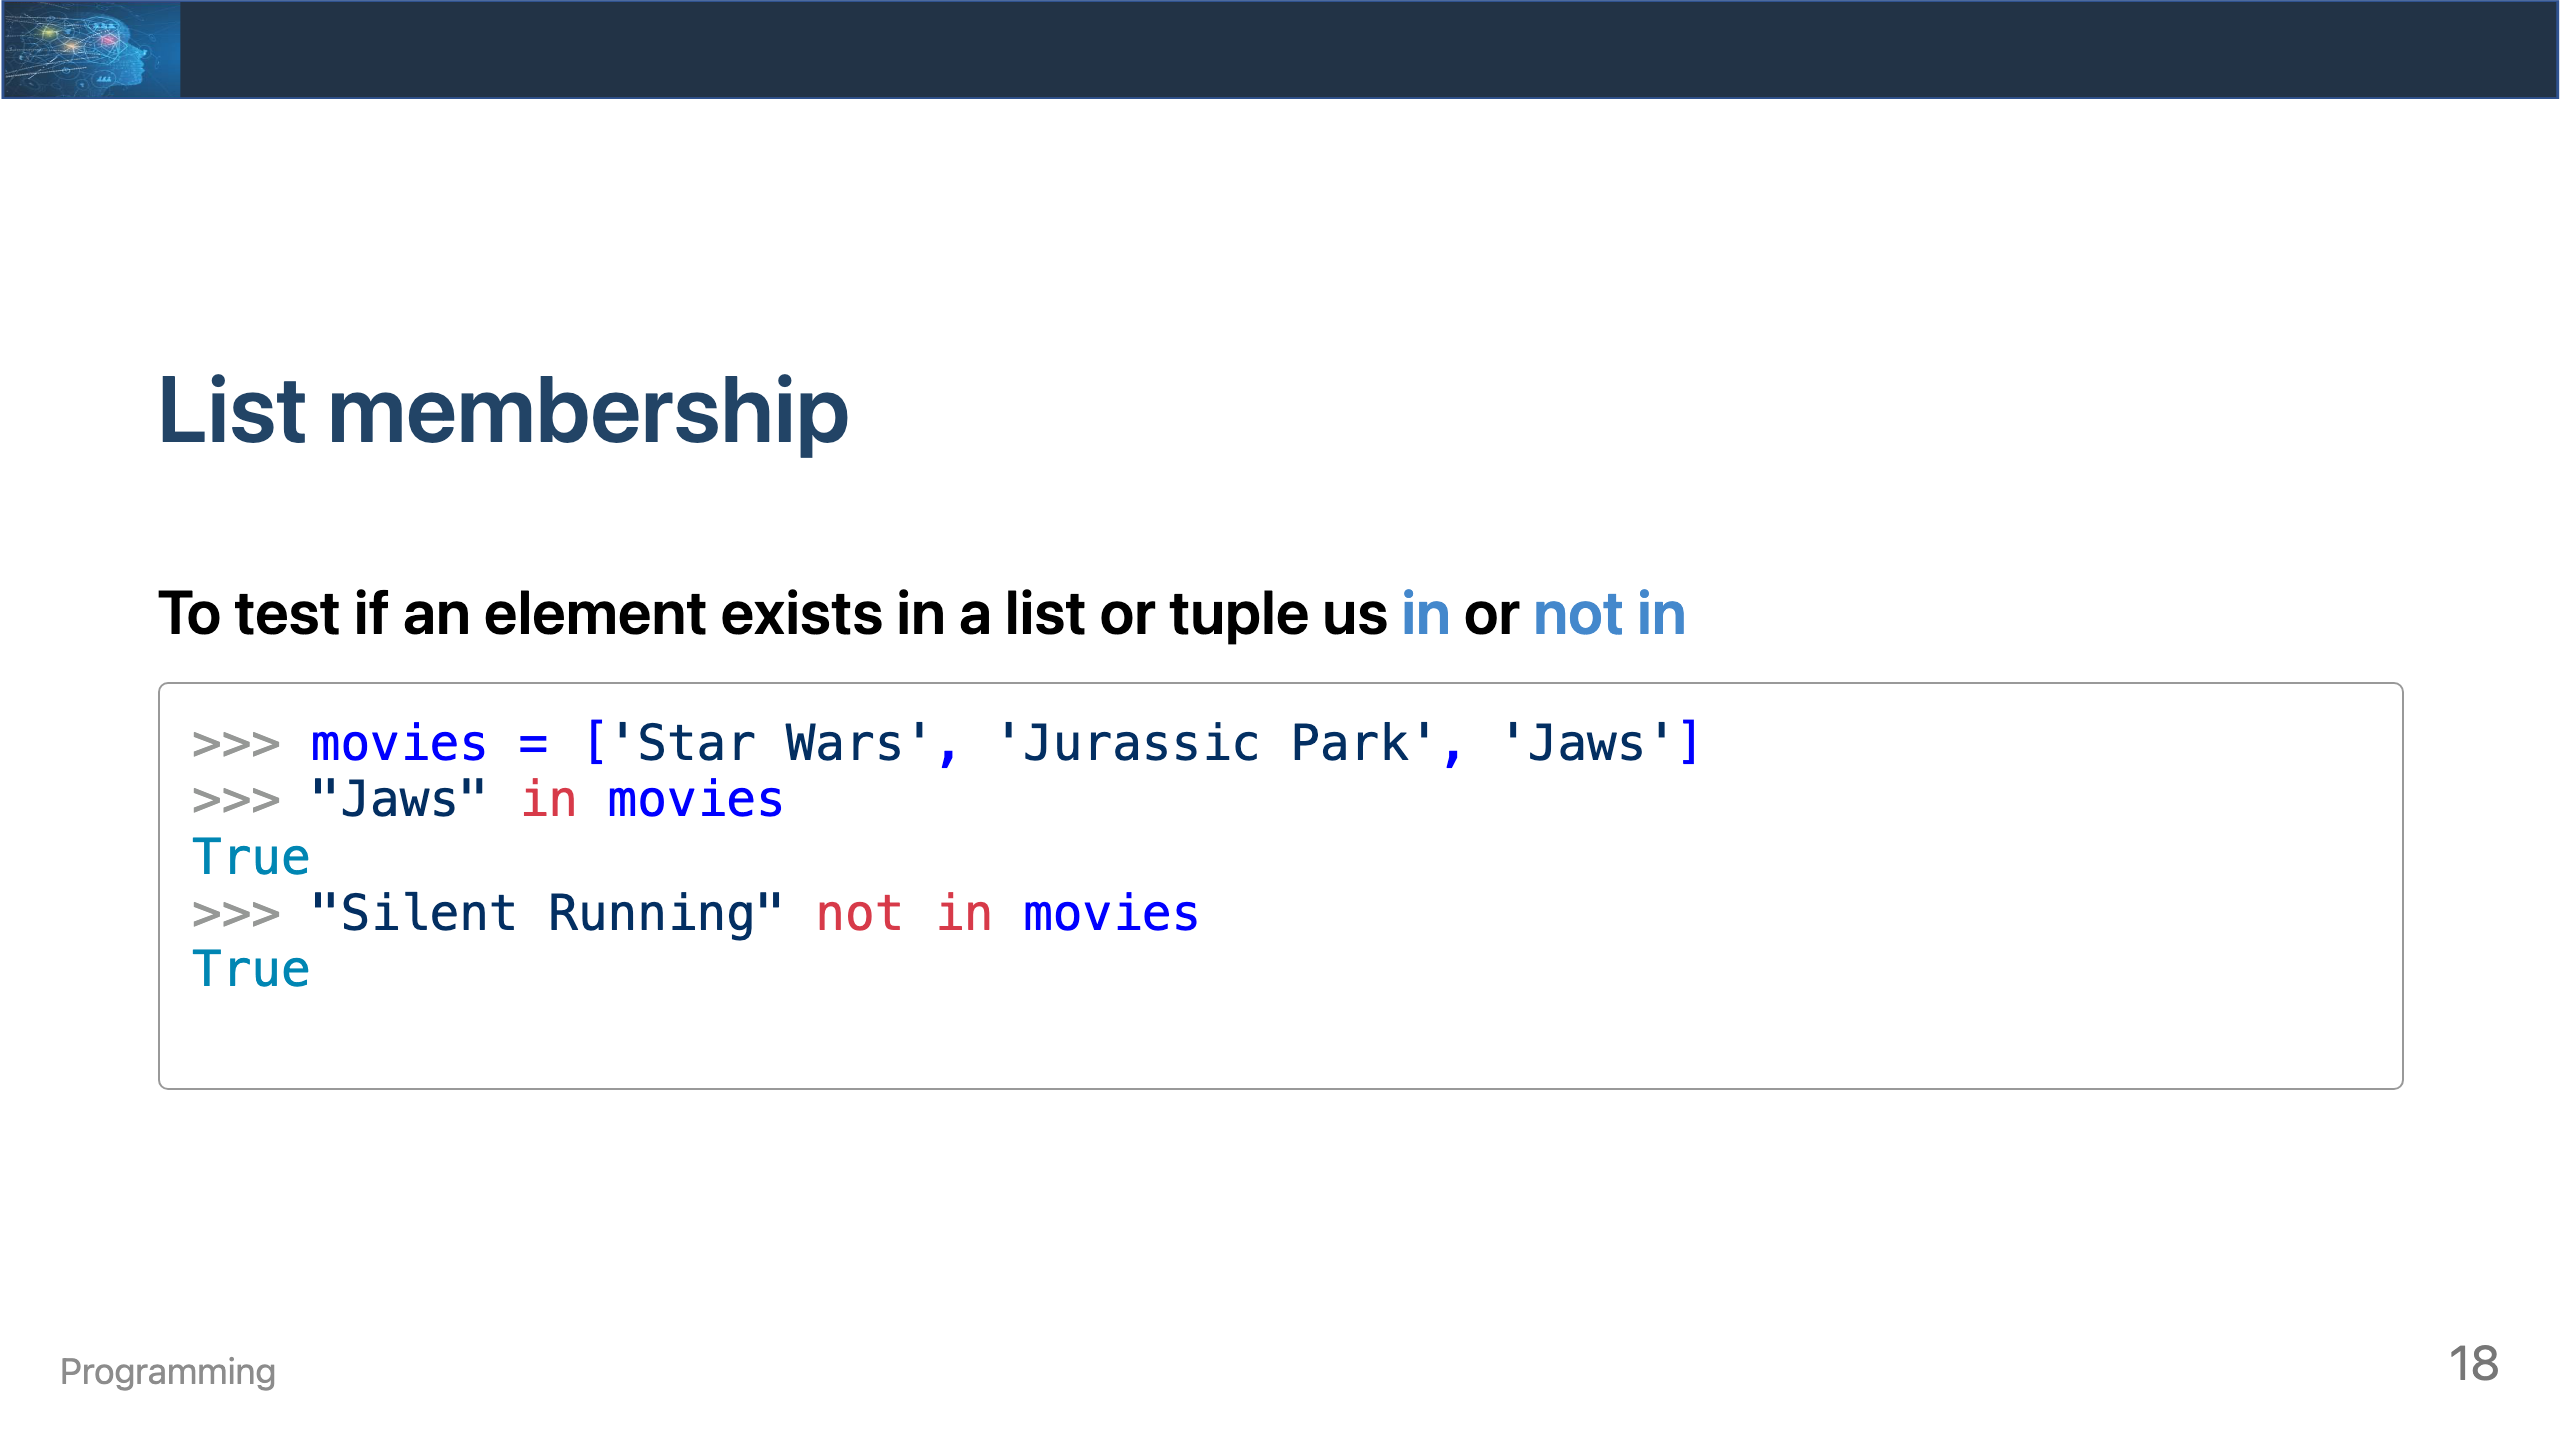 List membership
To test if an element exists in a list or tuple us in or not in
>>> movies = ['Star Wars', 'Jurassic Park', 'Jaws']
>>> "Jaws" in movies
True
>>> "Silent Running" not in movies
True
Programming
18